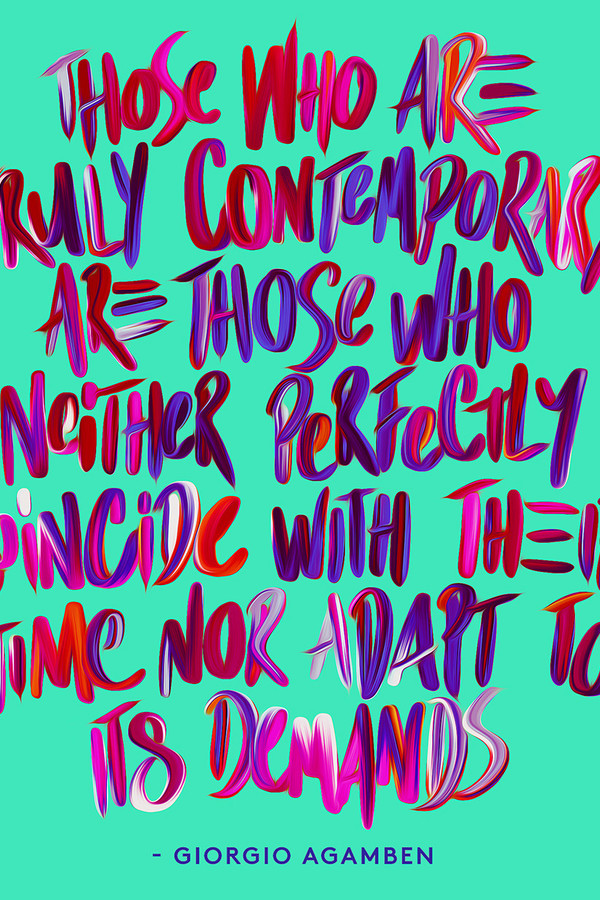 THOSE WHO ARE
RULY CONTEMPORAR
ARE THOSE WHO
NEITHER PERFECTLY
OINCIDE WITH THEI
TIME NOR ADAPT TO
ITS DEMANDS
- GIORGIO AGAMBEN